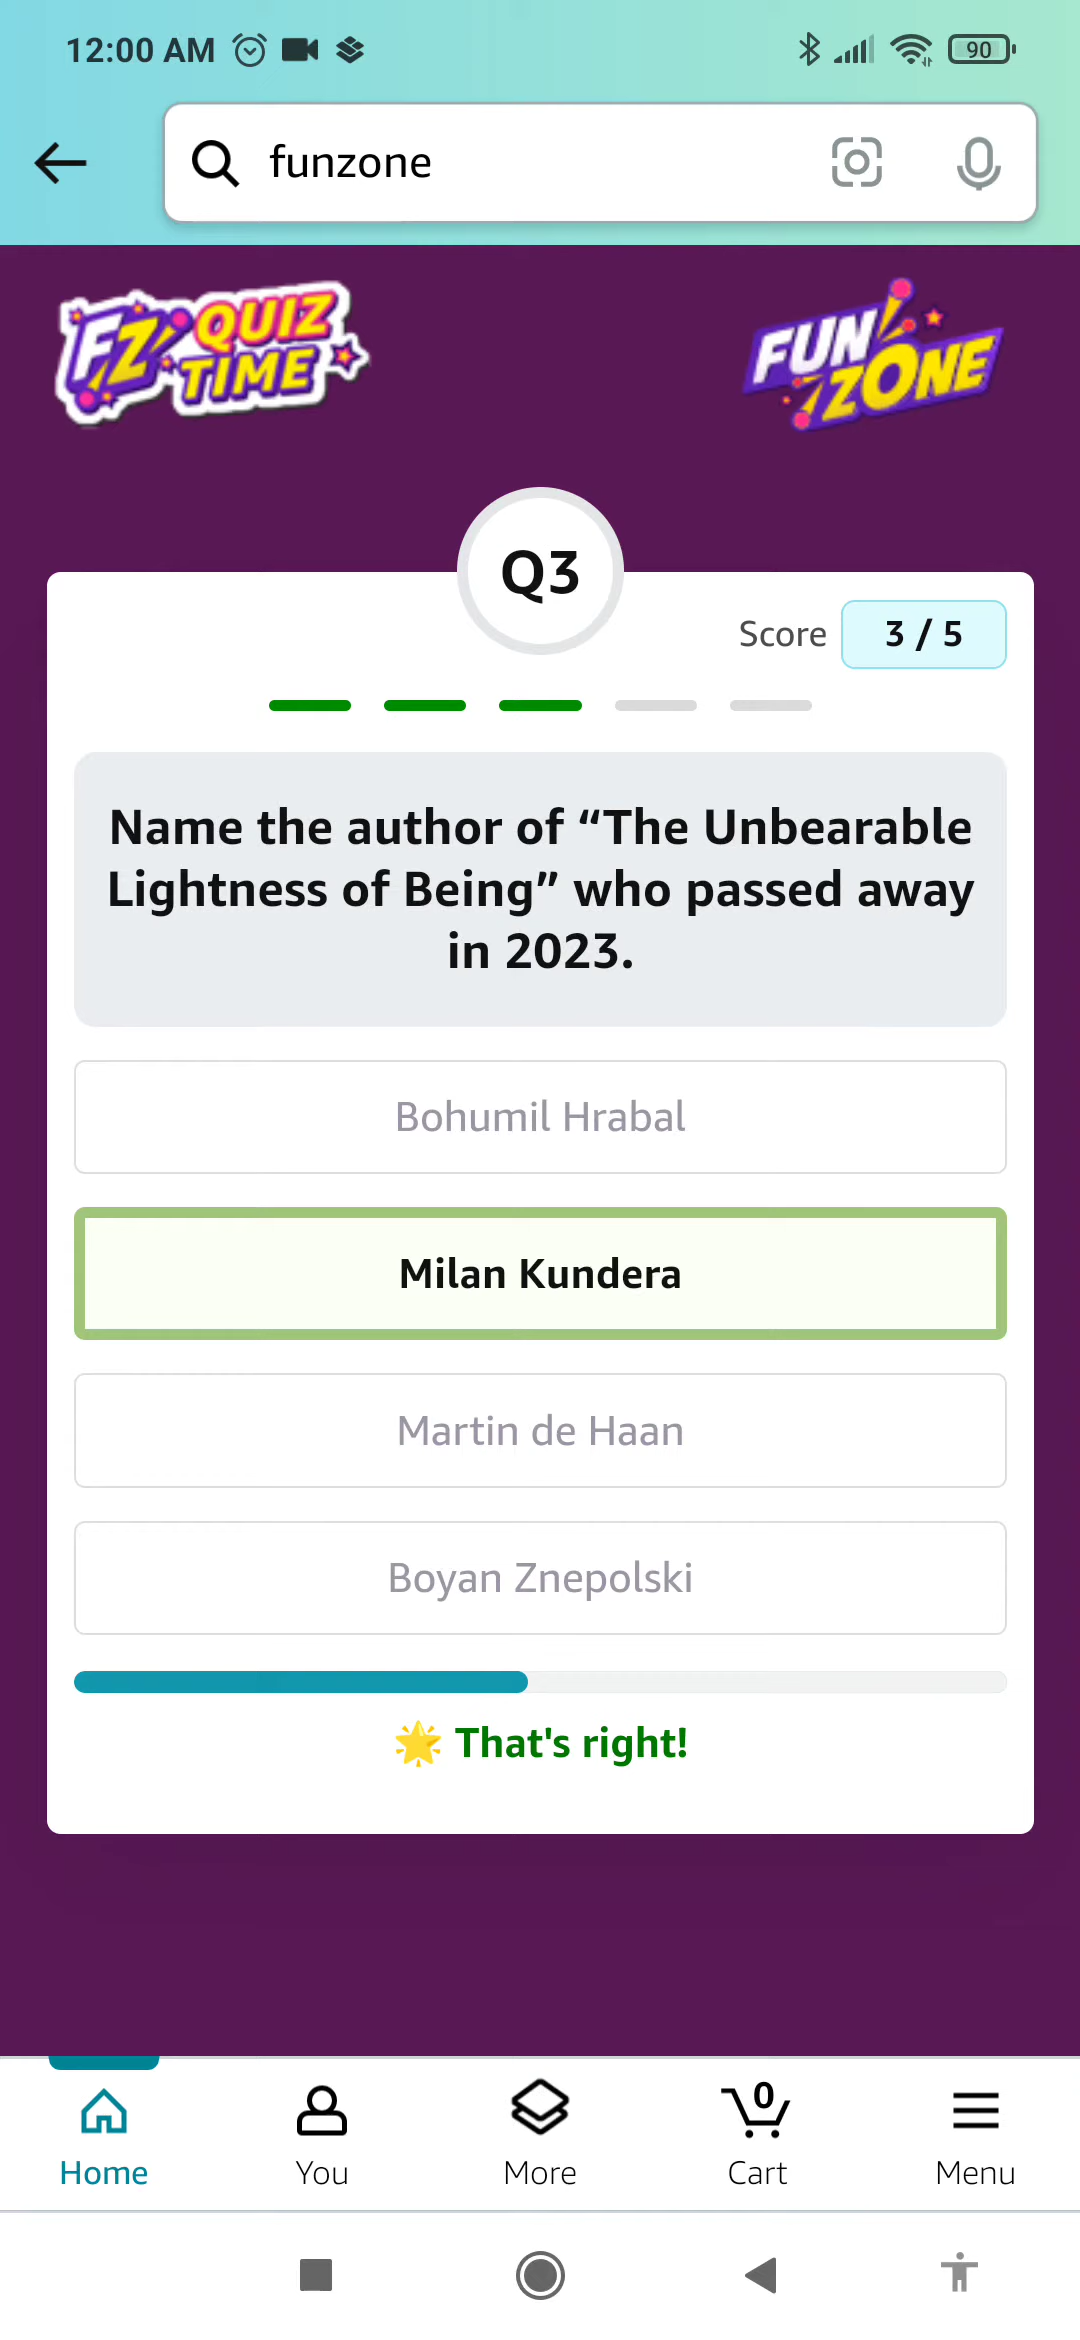 12:00 AM
90
funzone
FZ QUIZ TIME
FUN ZONE
Q3
Score 3 / 5
Name the author of “The Unbearable
Lightness of Being” who passed away
in 2023.
Bohumil Hrabal
Milan Kundera
Martin de Haan
Boyan Znepolski
That's right!
0
Home You More Cart Menu